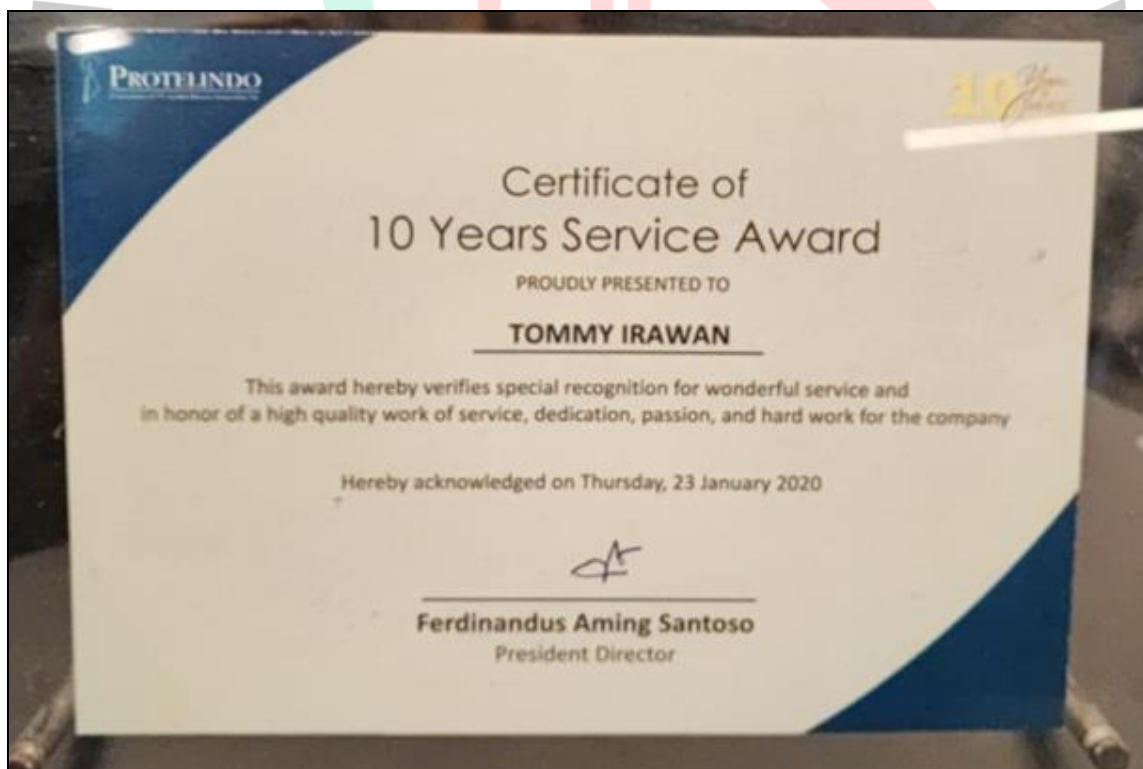 PROTELINDO
10 Years
Certificate of
10 Years Service Award
PROUDLY PRESENTED TO
TOMMY IRAWAN
This award hereby verifies special recognition for wonderful service and
in honor of a high quality work of service, dedication, passion, and hard work for the company
Hereby acknowledged on Thursday, 23 January 2020
Ferdinandus Aming Santoso
President Director